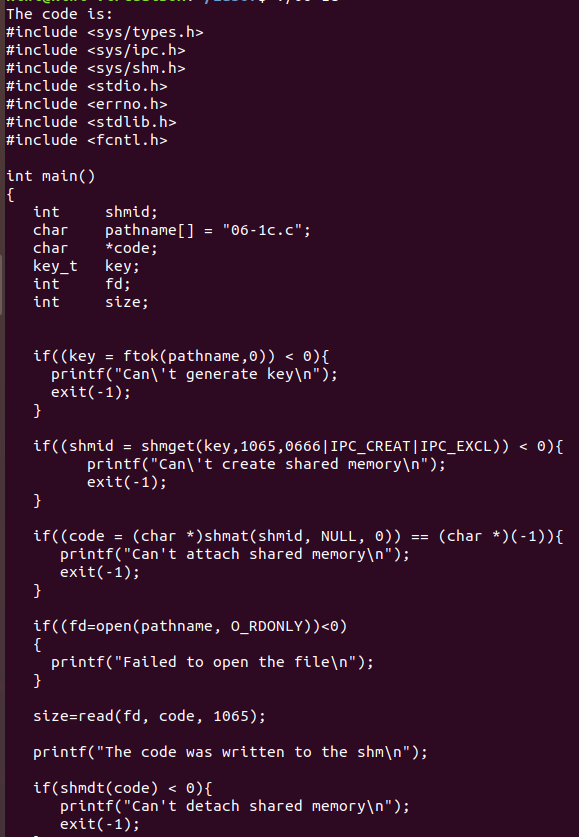 The code is:
#include <sys/types.h>
#include <sys/ipc.h>
#include <sys/shm.h>
#include <stdio.h>
#include <errno.h>
#include <stdlib.h>
#include <fcntl.h>

int main()
{
   int     shmid;
   char    pathname[] = "06-1c.c";
   char    *code;
   key_t   key;
   int     fd;
   int     size;


   if((key = ftok(pathname,0)) < 0){
     printf("Can\'t generate key\n");
     exit(-1);
   }

   if((shmid = shmget(key,1065,0666|IPC_CREAT|IPC_EXCL)) < 0){
         printf("Can\'t create shared memory\n");
         exit(-1);
   }

   if((code = (char *)shmat(shmid, NULL, 0)) == (char *)(-1)){
      printf("Can't attach shared memory\n");
      exit(-1);
   }

   if((fd=open(pathname, O_RDONLY))<0)
   {
     printf("Failed to open the file\n");
   }

   size=read(fd, code, 1065);

   printf("The code was written to the shm\n");

   if(shmdt(code) < 0){
      printf("Can't detach shared memory\n");
      exit(-1);